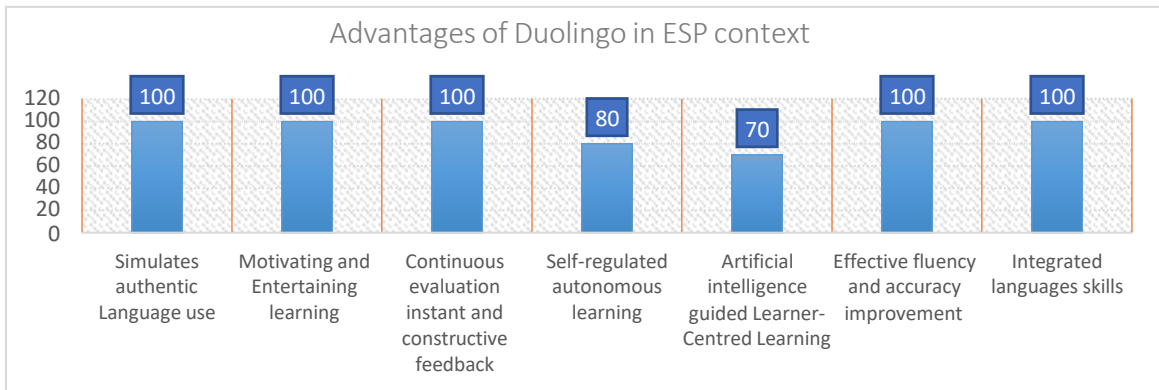 Advantages of Duolingo in ESP context
100 100 100 80 70 100 100
120
100
80
60
40
20
0
Simulates
authentic
Language use
Motivating and
Entertaining
learning
Continuous
evaluation
instant and
constructive
feedback
Self-regulated
autonomous
learning
Artificial
intelligence
guided Learner-
Centred Learning
Effective fluency
and accuracy
improvement
Integrated
languages skills